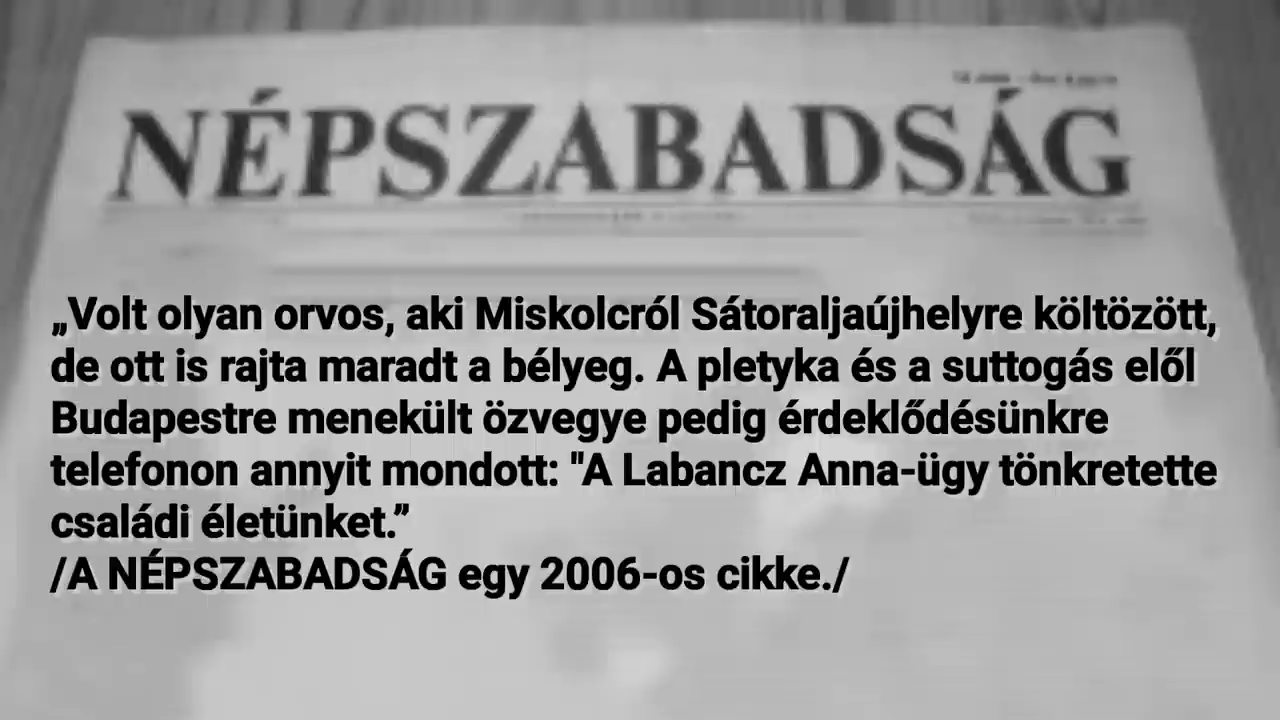 NÉPSZABADSÁG
„Volt olyan orvos, aki Miskolcról Sátoraljaújhelyre költözött,
de ott is rajta maradt a bélyeg. A pletyka és a suttogás elől
Budapestre menekült özvegye pedig érdeklődésünkre
telefonon annyit mondott: "A Labancz Anna-ügy tönkretette
családi életünket.”
/A NÉPSZABADSÁG egy 2006-os cikke./